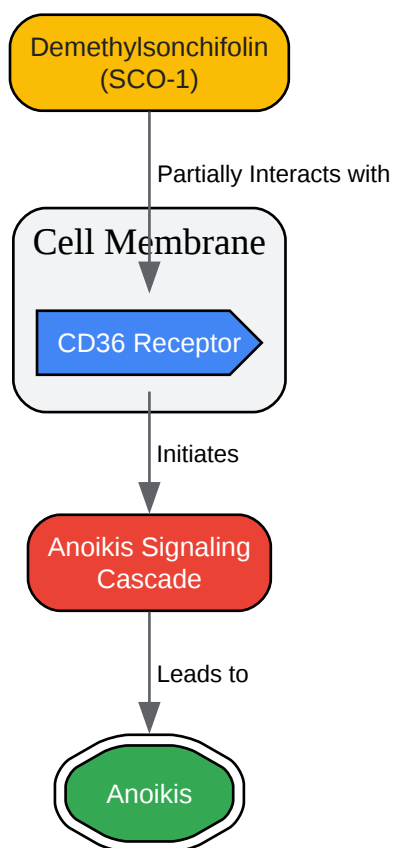 Demethylsonchifolin
(SCO-1)
Partially Interacts with
Cell Membrane
CD36 Receptor
Initiates
Anoikis Signaling
Cascade
Leads to
Anoikis